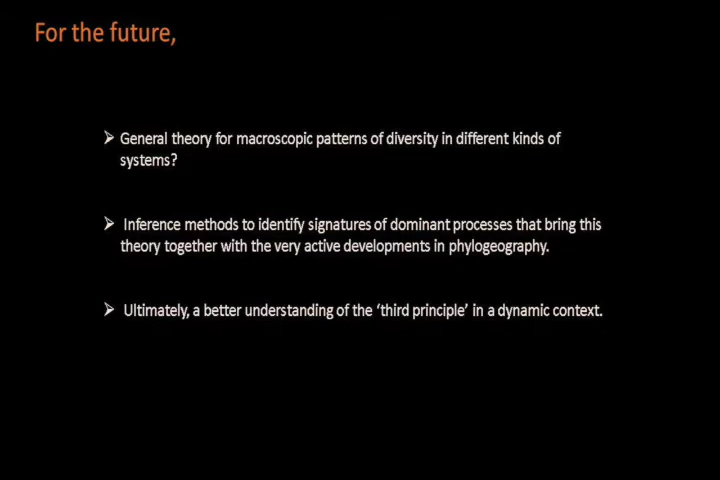 For the future,
➢ General theory for macroscopic patterns of diversity in different kinds of
systems?
➢ Inference methods to identify signatures of dominant processes that bring this
theory together with the very active developments in phylogeography.
➢ Ultimately, a better understanding of the ‘third principle’ in a dynamic context.